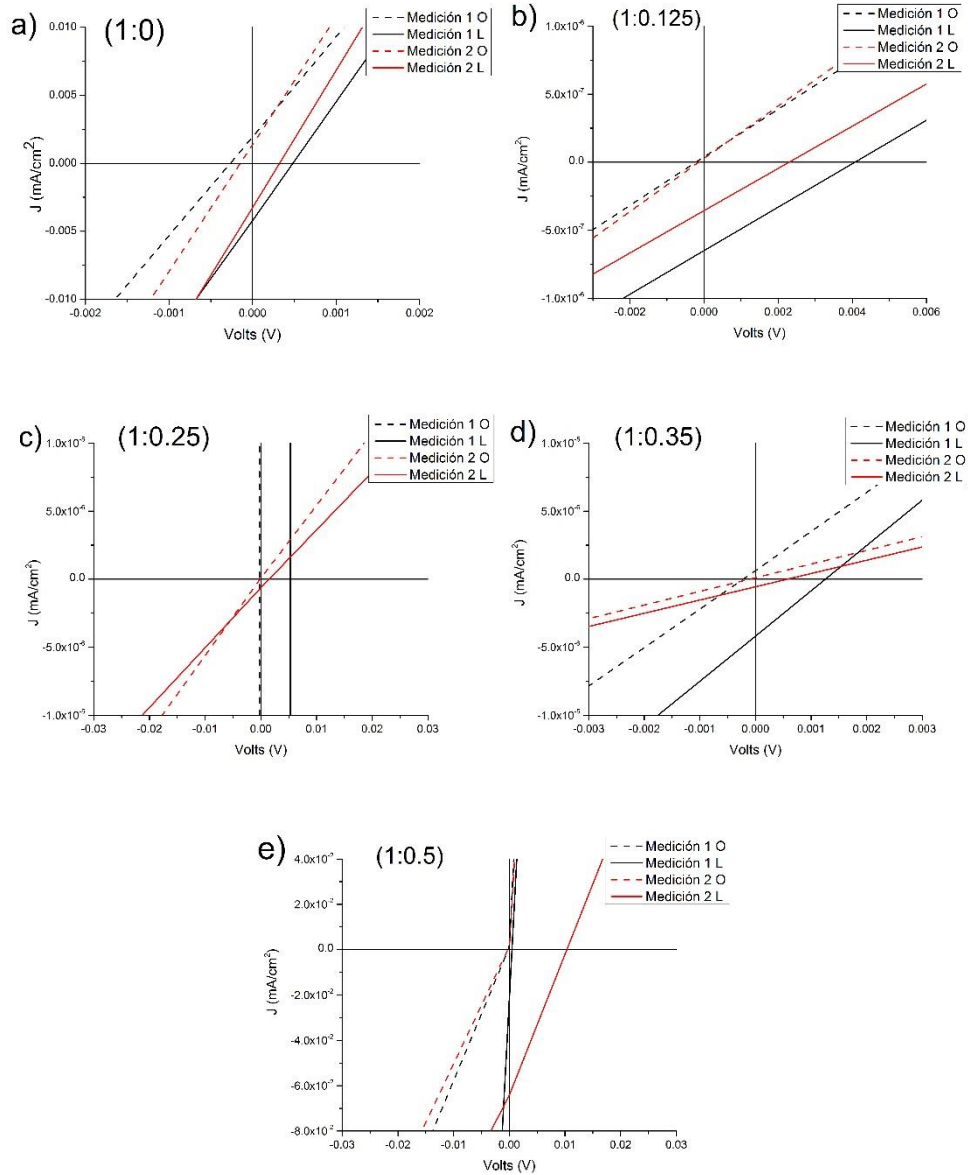 a) (1:0)
Medición 1 O
Medición 1 L
Medición 2 O
Medición 2 L
0.010
0.005
0.000
-0.005
-0.010
J (mA/cm²)
-0.002 -0.001 0.000 0.001 0.002
Volts (V)
b) (1:0.125)
Medición 1 O
Medición 1 L
Medición 2 O
Medición 2 L
1.0x10⁻⁶
5.0x10⁻⁷
0.0
-5.0x10⁻⁷
-1.0x10⁻⁶
J (mA/cm²)
-0.002 0.000 0.002 0.004 0.006
Volts (V)
c) (1:0.25)
Medición 1 O
Medición 1 L
Medición 2 O
Medición 2 L
1.0x10⁻⁵
5.0x10⁻⁶
0.0
-5.0x10⁻⁶
-1.0x10⁻⁵
J (mA/cm²)
-0.03 -0.02 -0.01 0.00 0.01 0.02 0.03
Volts (V)
d) (1:0.35)
Medición 1 O
Medición 1 L
Medición 2 O
Medición 2 L
1.0x10⁻⁵
5.0x10⁻⁶
0.0
-5.0x10⁻⁶
-1.0x10⁻⁵
J (mA/cm²)
-0.003 -0.002 -0.001 0.000 0.001 0.002 0.003
Volts (V)
e) (1:0.5)
Medición 1 O
Medición 1 L
Medición 2 O
Medición 2 L
4.0x10⁻²
2.0x10⁻²
0.0
-2.0x10⁻²
-4.0x10⁻²
-6.0x10⁻²
-8.0x10⁻²
J (mA/cm²)
-0.03 -0.02 -0.01 0.00 0.01 0.02 0.03
Volts (V)